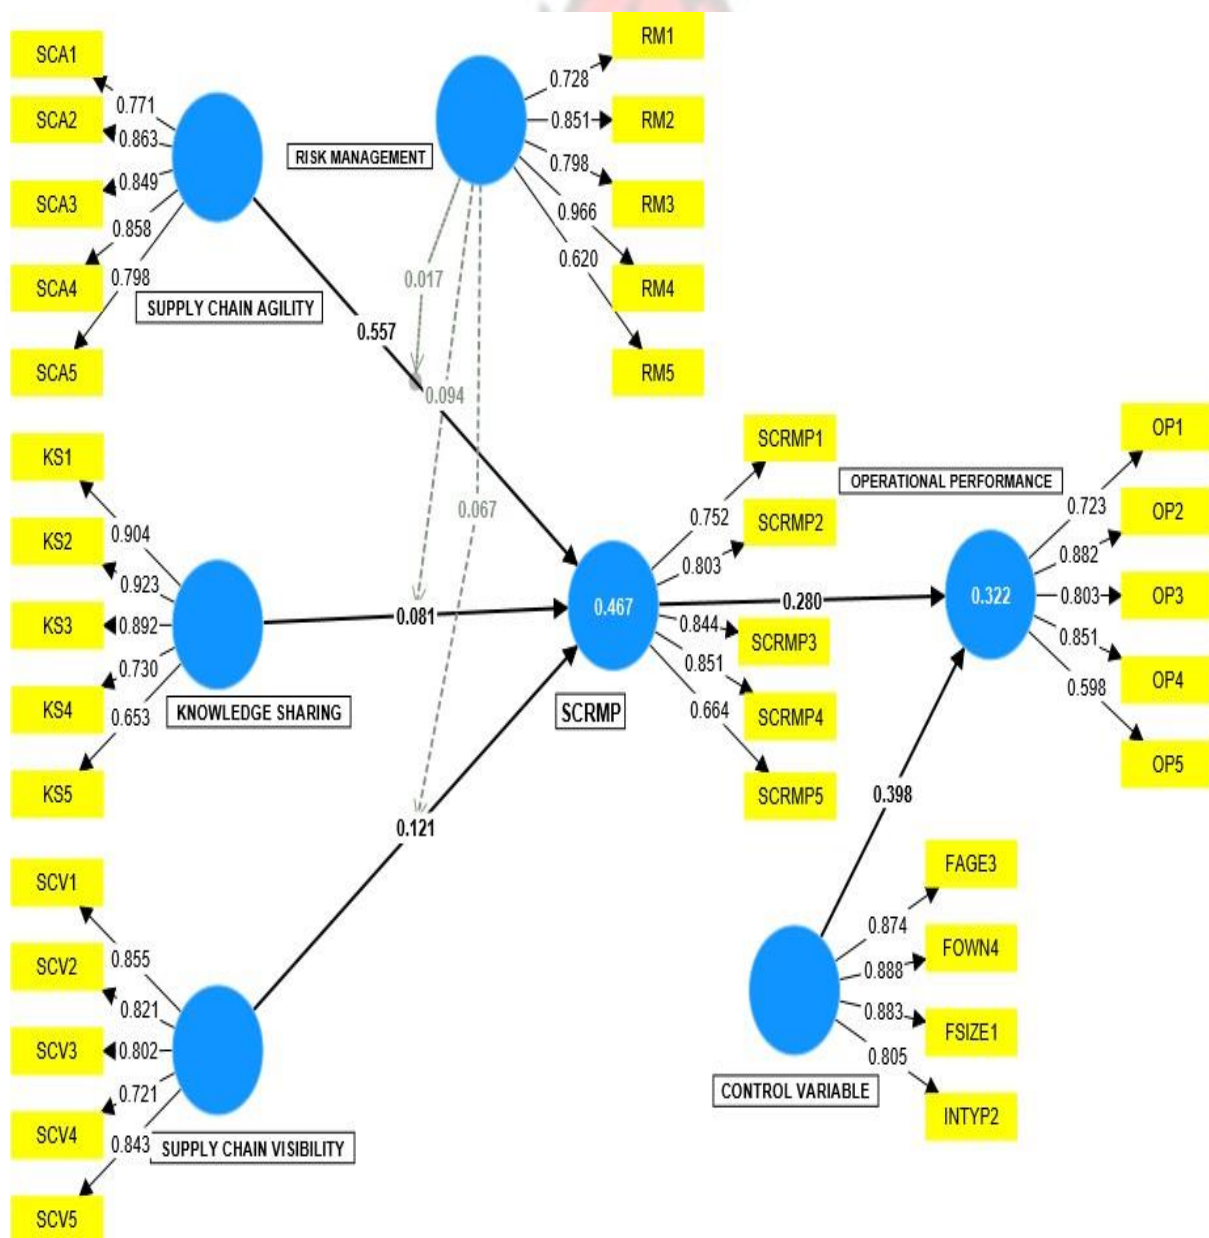 SCA1
SCA2
SCA3
SCA4
SCA5
0.771
0.863
0.849
0.858
0.798
SUPPLY CHAIN AGILITY
RISK MANAGEMENT
0.728
0.851
0.798
0.966
0.620
RM1
RM2
RM3
RM4
RM5
0.017
0.557
0.094
0.067
KS1
KS2
KS3
KS4
KS5
0.904
0.923
0.892
0.730
0.653
KNOWLEDGE SHARING
0.081
0.467
SCRMP
0.752
0.803
0.844
0.851
0.664
SCRMP1
SCRMP2
SCRMP3
SCRMP4
SCRMP5
0.280
OPERATIONAL PERFORMANCE
0.322
0.723
0.882
0.803
0.851
0.598
OP1
OP2
OP3
OP4
OP5
SCV1
SCV2
SCV3
SCV4
SCV5
0.855
0.821
0.802
0.721
0.843
SUPPLY CHAIN VISIBILITY
0.121
0.398
CONTROL VARIABLE
0.874
0.888
0.883
0.805
FAGE3
FOWN4
FSIZE1
INTYP2